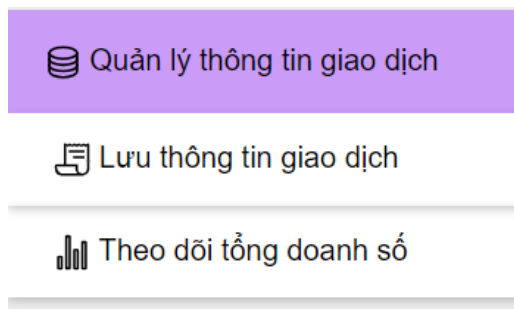 Quản lý thông tin giao dịch
Lưu thông tin giao dịch
Theo dõi tổng doanh số